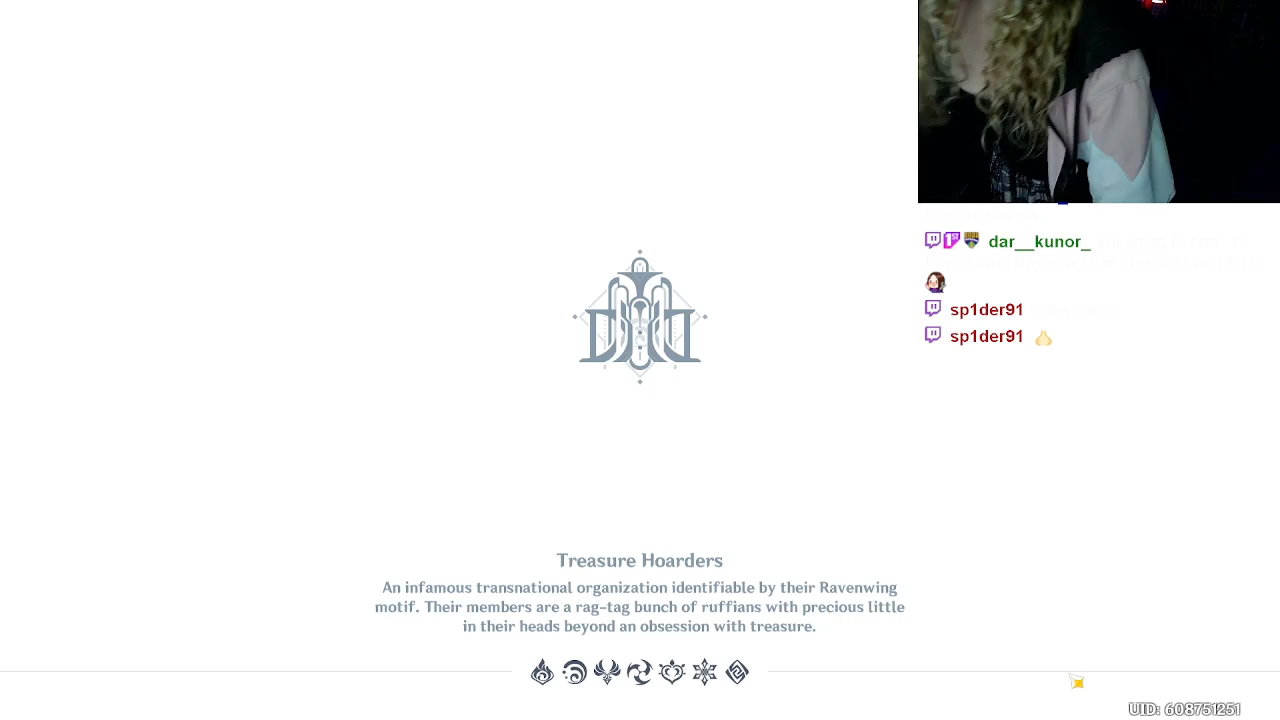 dar__kunor_
sp1der91
sp1der91
Treasure Hoarders
An infamous transnational organization identifiable by their Ravenwing
motif. Their members are a rag-tag bunch of ruffians with precious little
in their heads beyond an obsession with treasure.
UID: 608751251